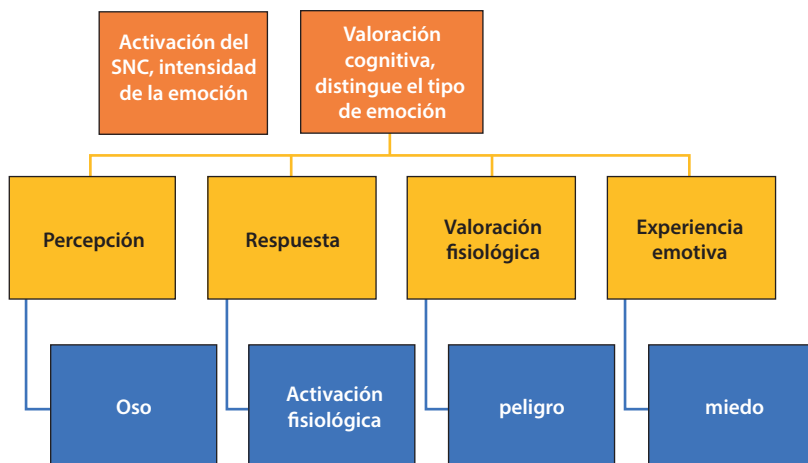 Activación del
SNC, intensidad
de la emoción
Valoración
cognitiva,
distingue el tipo
de emoción
Percepción
Respuesta
Valoración
fisiológica
Experiencia
emotiva
Oso
Activación
fisiológica
peligro
miedo